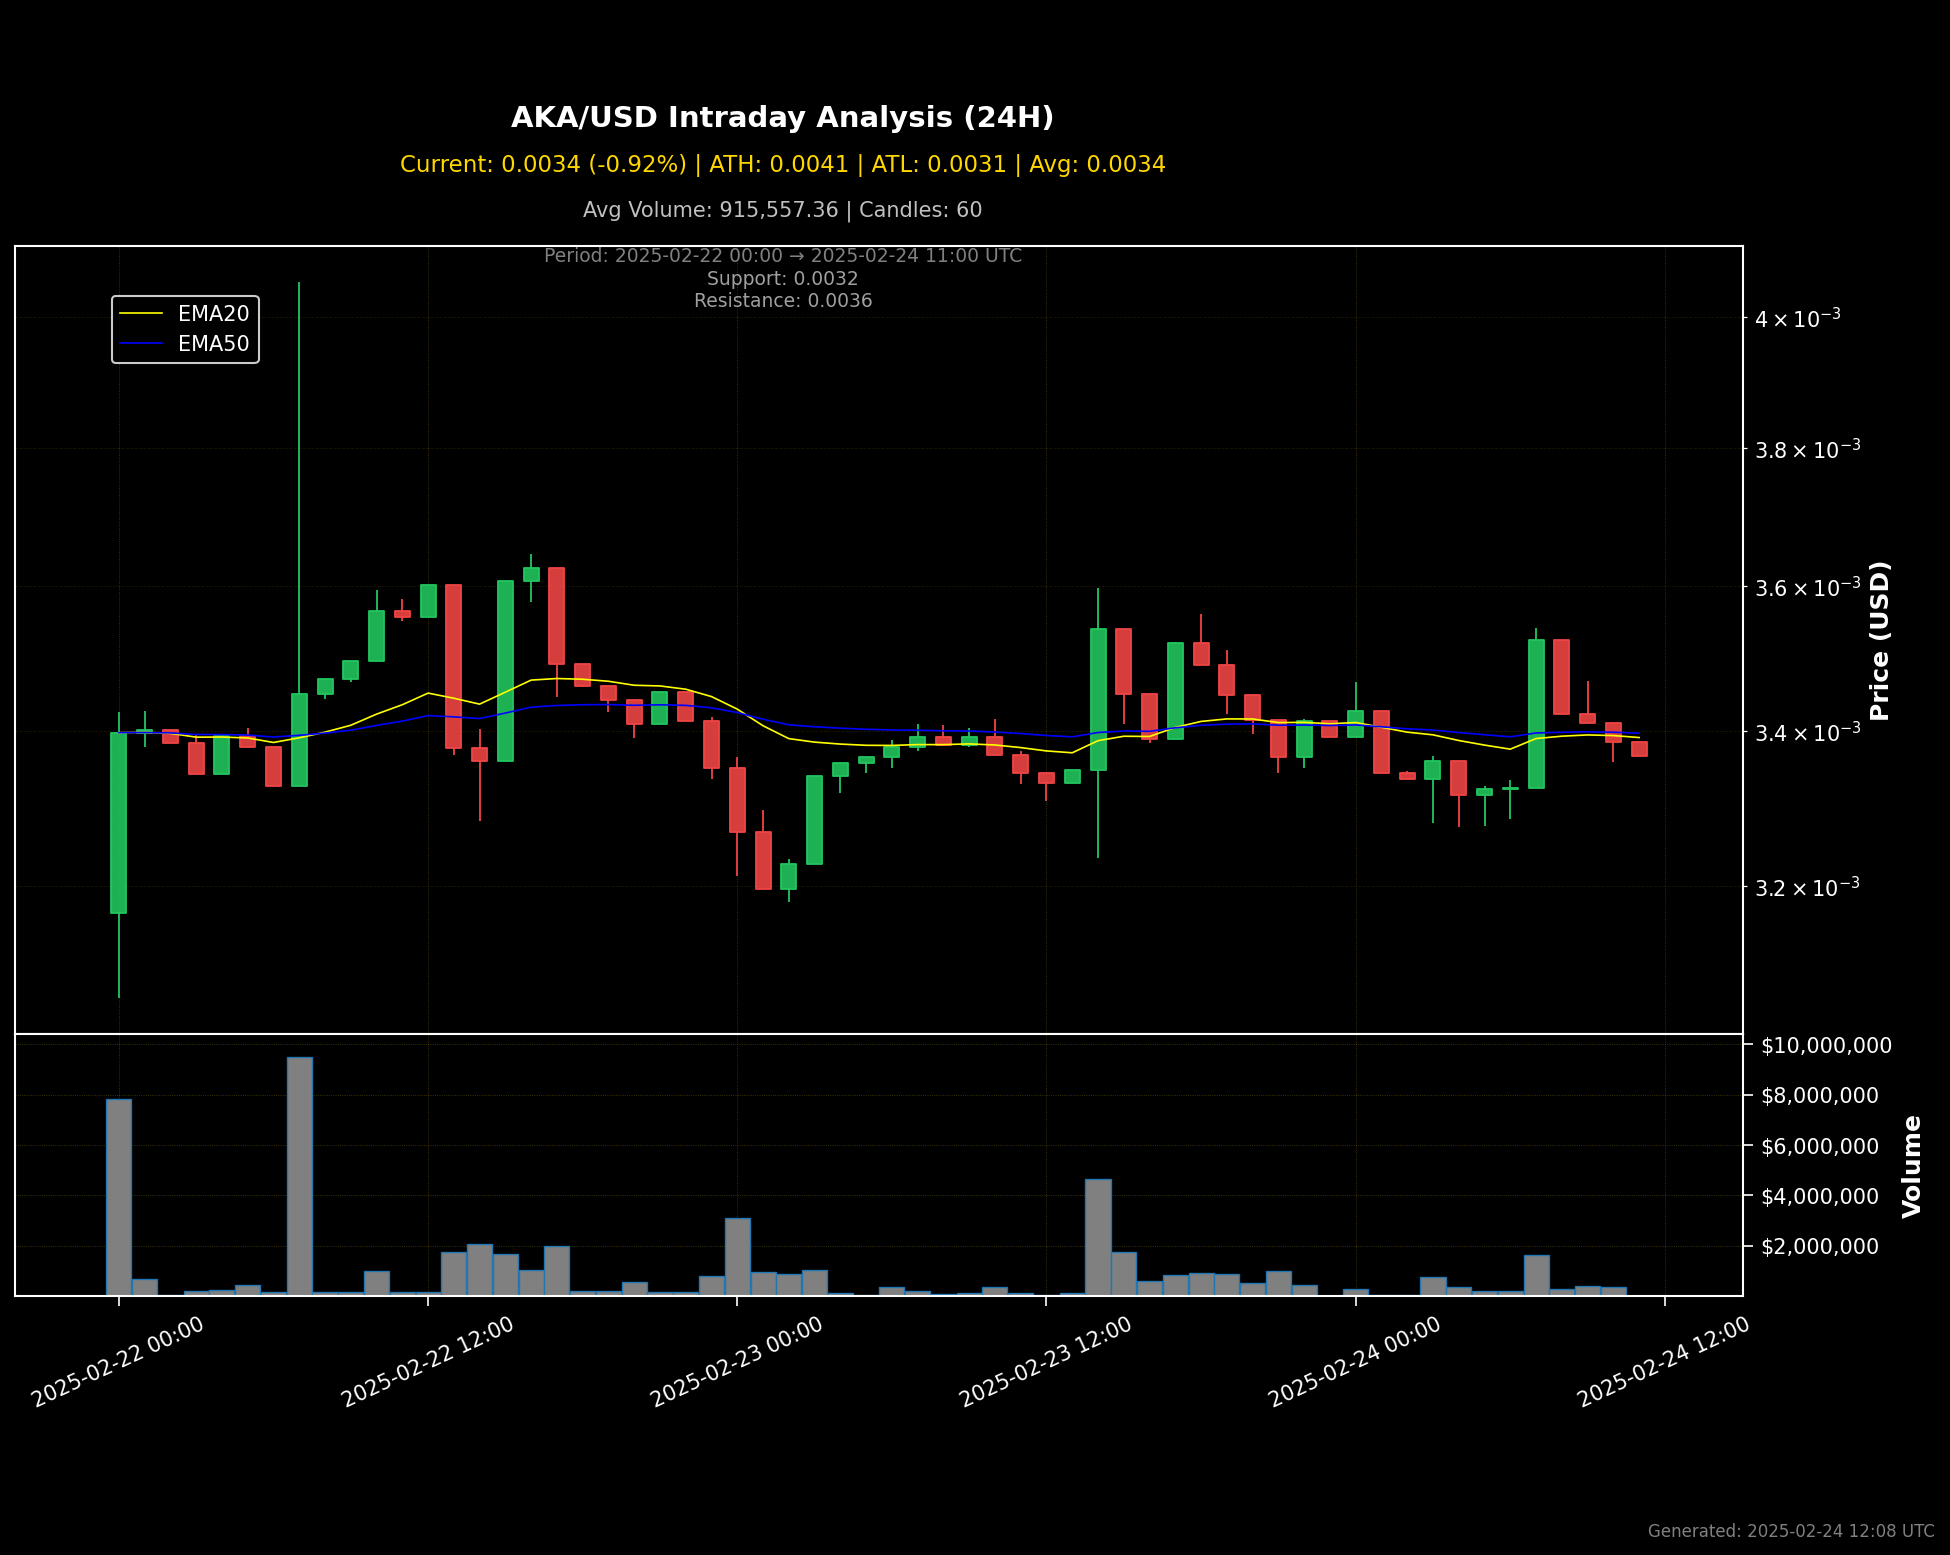 AKA/USD Intraday Analysis (24H)
Current: 0.0034 (-0.92%) | ATH: 0.0041 | ATL: 0.0031 | Avg: 0.0034
Avg Volume: 915,557.36 | Candles: 60
Period: 2025-02-22 00:00 → 2025-02-24 11:00 UTC
Support: 0.0032
Resistance: 0.0036
EMA20
EMA50
4 × 10⁻³
3.8 × 10⁻³
3.6 × 10⁻³
3.4 × 10⁻³
3.2 × 10⁻³
Price (USD)
$10,000,000
$8,000,000
$6,000,000
$4,000,000
$2,000,000
Volume
2025-02-22 00:00
2025-02-22 12:00
2025-02-23 00:00
2025-02-23 12:00
2025-02-24 00:00
2025-02-24 12:00
Generated: 2025-02-24 12:08 UTC